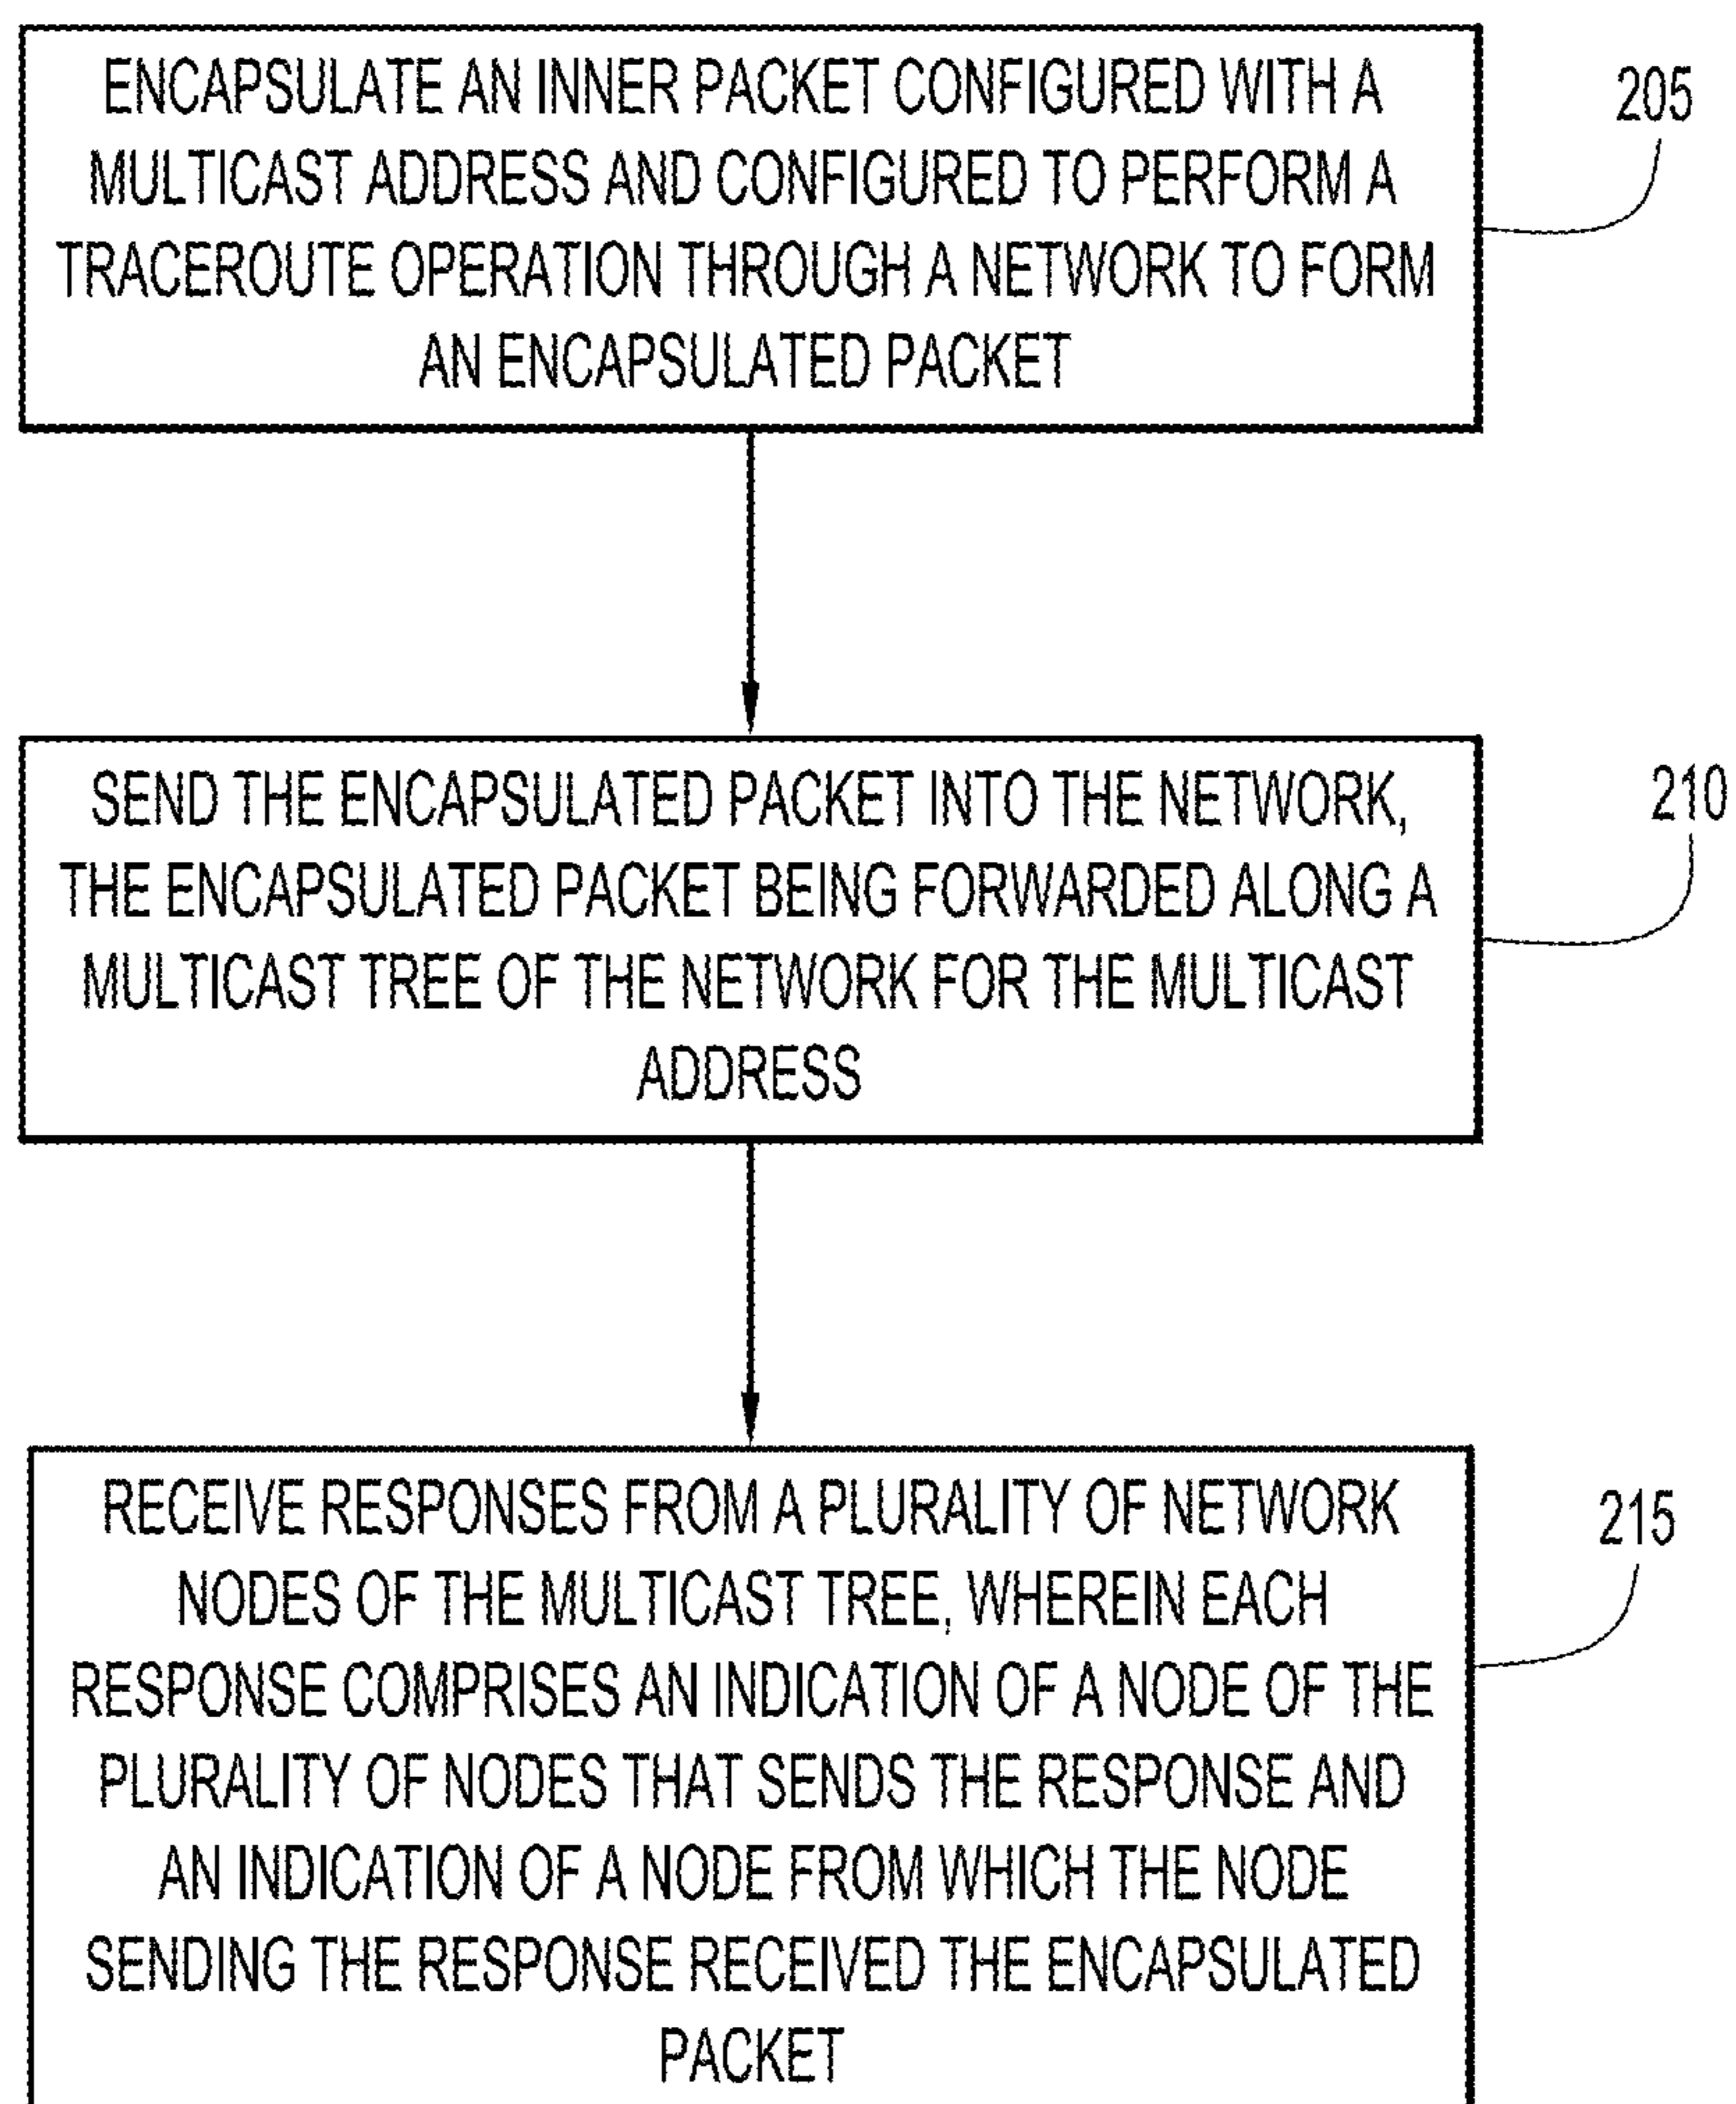 ENCAPSULATE AN INNER PACKET CONFIGURED WITH A
MULTICAST ADDRESS AND CONFIGURED TO PERFORM A
TRACEROUTE OPERATION THROUGH A NETWORK TO FORM
AN ENCAPSULATED PACKET
205
SEND THE ENCAPSULATED PACKET INTO THE NETWORK,
THE ENCAPSULATED PACKET BEING FORWARDED ALONG A
MULTICAST TREE OF THE NETWORK FOR THE MULTICAST
ADDRESS
210
RECEIVE RESPONSES FROM A PLURALITY OF NETWORK
NODES OF THE MULTICAST TREE, WHEREIN EACH
RESPONSE COMPRISES AN INDICATION OF A NODE OF THE
PLURALITY OF NODES THAT SENDS THE RESPONSE AND
AN INDICATION OF A NODE FROM WHICH THE NODE
SENDING THE RESPONSE RECEIVED THE ENCAPSULATED
PACKET
215